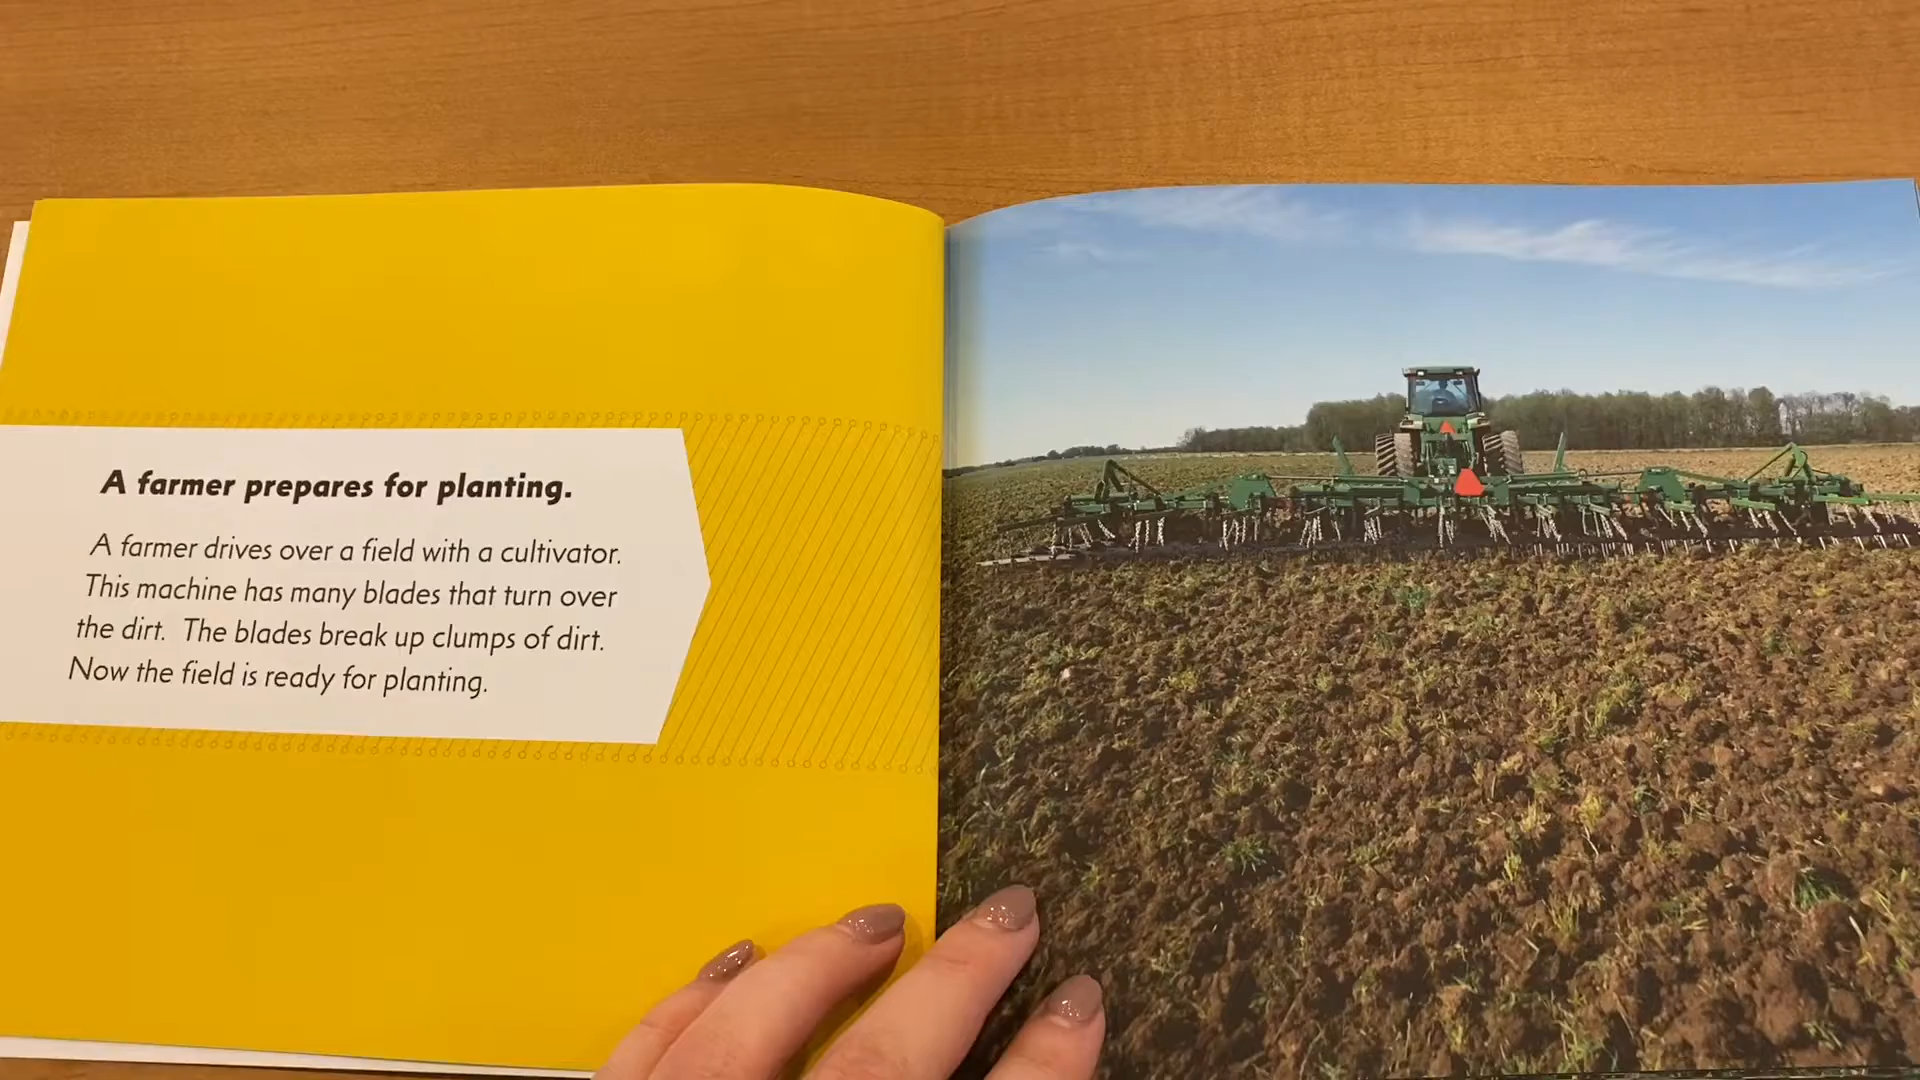 A farmer prepares for planting.
A farmer drives over a field with a cultivator.
This machine has many blades that turn over
the dirt. The blades break up clumps of dirt.
Now the field is ready for planting.